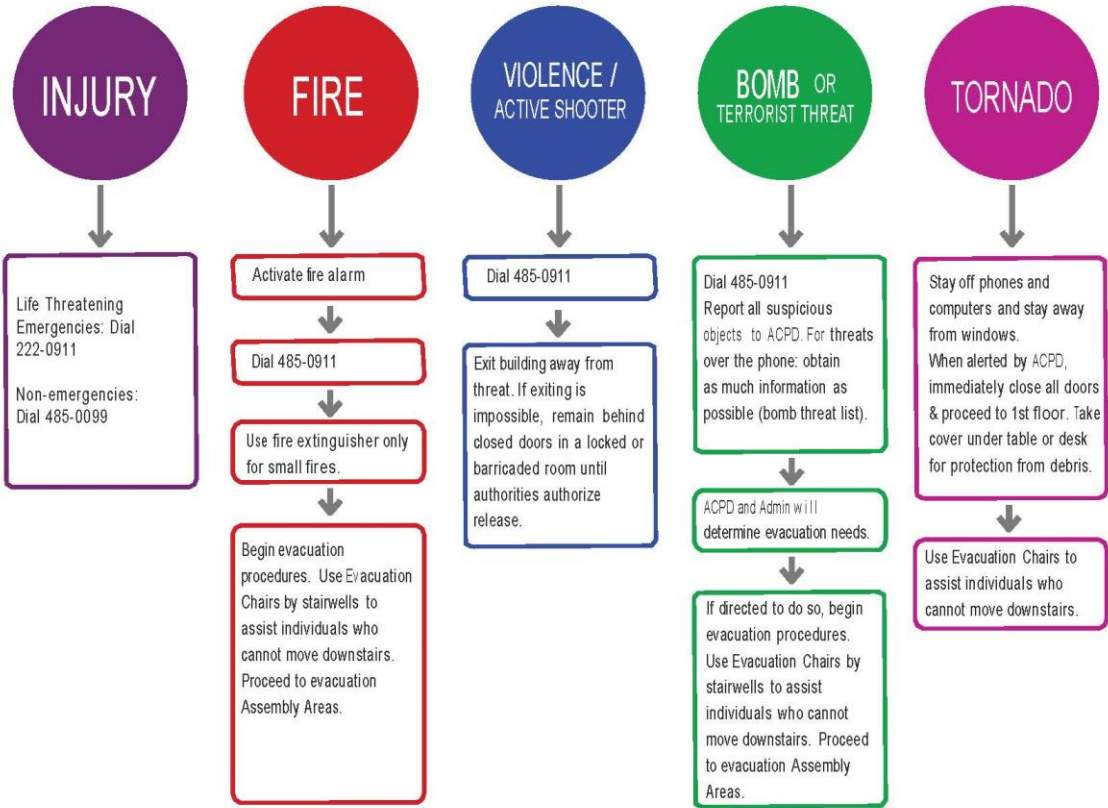 INJURY
Life Threatening
Emergencies: Dial
222-0911
Non-emergencies:
Dial 485-0099
FIRE
Activate fire alarm
Dial 485-0911
Use fire extinguisher only
for small fires.
Begin evacuation
procedures. Use Evacuation
Chairs by stairwells to
assist individuals who
cannot move downstairs.
Proceed to evacuation
Assembly Areas.
VIOLENCE /
ACTIVE SHOOTER
Dial 485-0911
Exit building away from
threat. If exiting is
impossible, remain behind
closed doors in a locked or
barricaded room until
authorities authorize
release.
BOMB OR
TERRORIST THREAT
Dial 485-0911
Report all suspicious
objects to ACPD. For threats
over the phone: obtain
as much information as
possible (bomb threat list).
ACPD and Admin will
determine evacuation needs.
If directed to do so, begin
evacuation procedures.
Use Evacuation Chairs by
stairwells to assist
individuals who cannot
move downstairs. Proceed
to evacuation Assembly
Areas.
TORNADO
Stay off phones and
computers and stay away
from windows.
When alerted by ACPD,
immediately close all doors
& proceed to 1st floor. Take
cover under table or desk
for protection from debris.
Use Evacuation Chairs to
assist individuals who
cannot move downstairs.